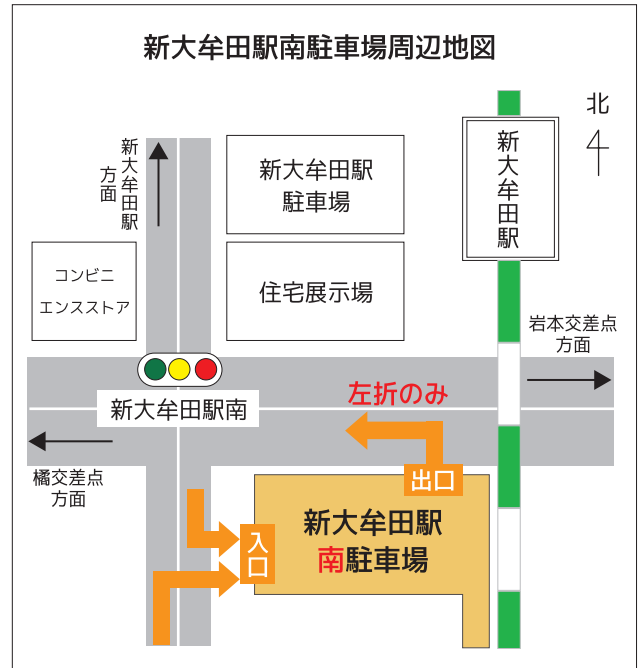 新大牟田駅南駐車場周辺地図
北
新大牟田駅
方面
新大牟田駅
駐車場
新大牟田駅
コンビニ
エンスストア
住宅展示場
岩本交差点
方面
新大牟田駅南
左折のみ
橘交差点
方面
出口
入口
新大牟田駅
南駐車場